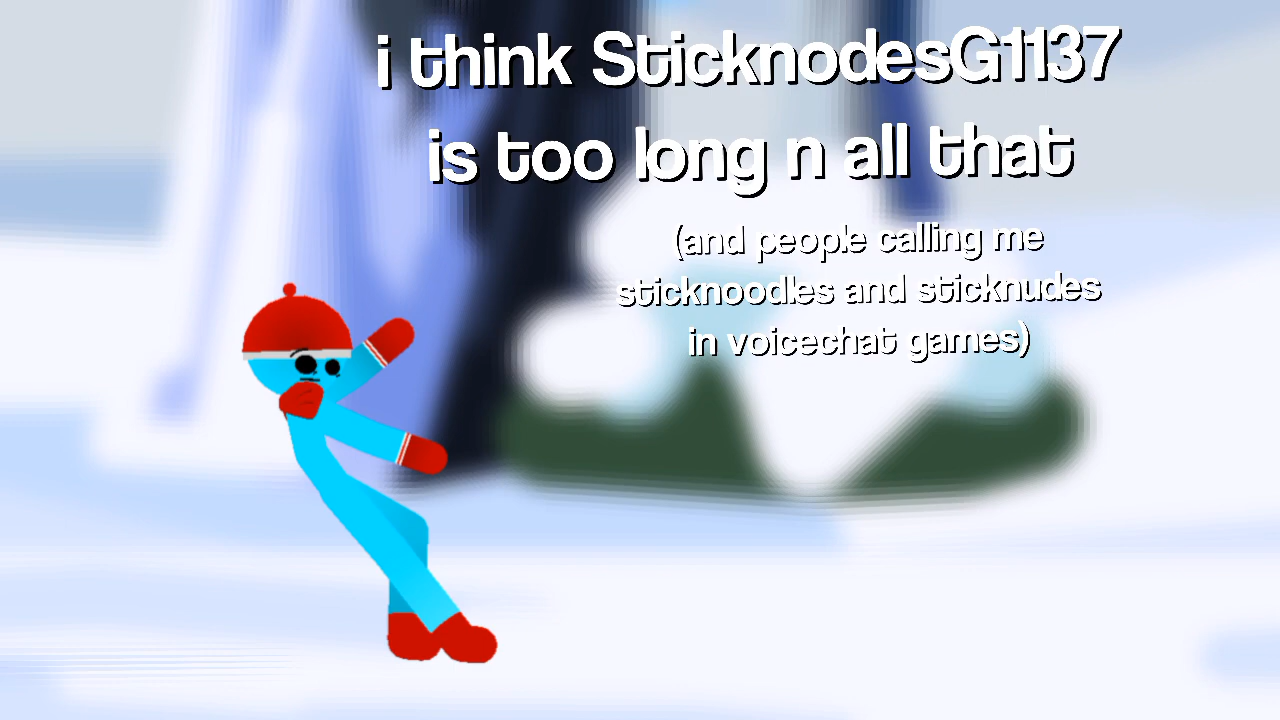 i think SticknodesG1137
is too long n all that
(and people calling me
sticknoodles and sticknudes
in voicechat games)